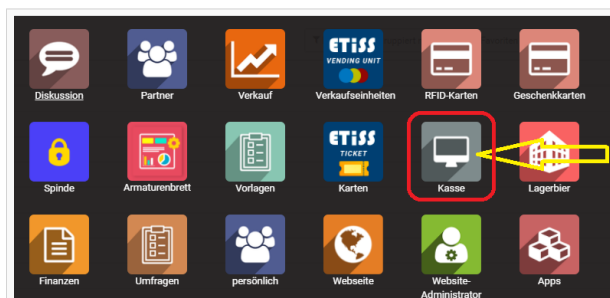 ETISS
VENDING UNIT
Diskussion
Partner
Verkauf
Verkaufseinheiten
RFID-Karten
Geschenkkarten
ETISS
TICKET
Spinde
Armaturenbrett
Vorlagen
Karten
Kasse
Lagerbier
Finanzen
Umfragen
persönlich
Webseite
Website-
Administrator
Apps